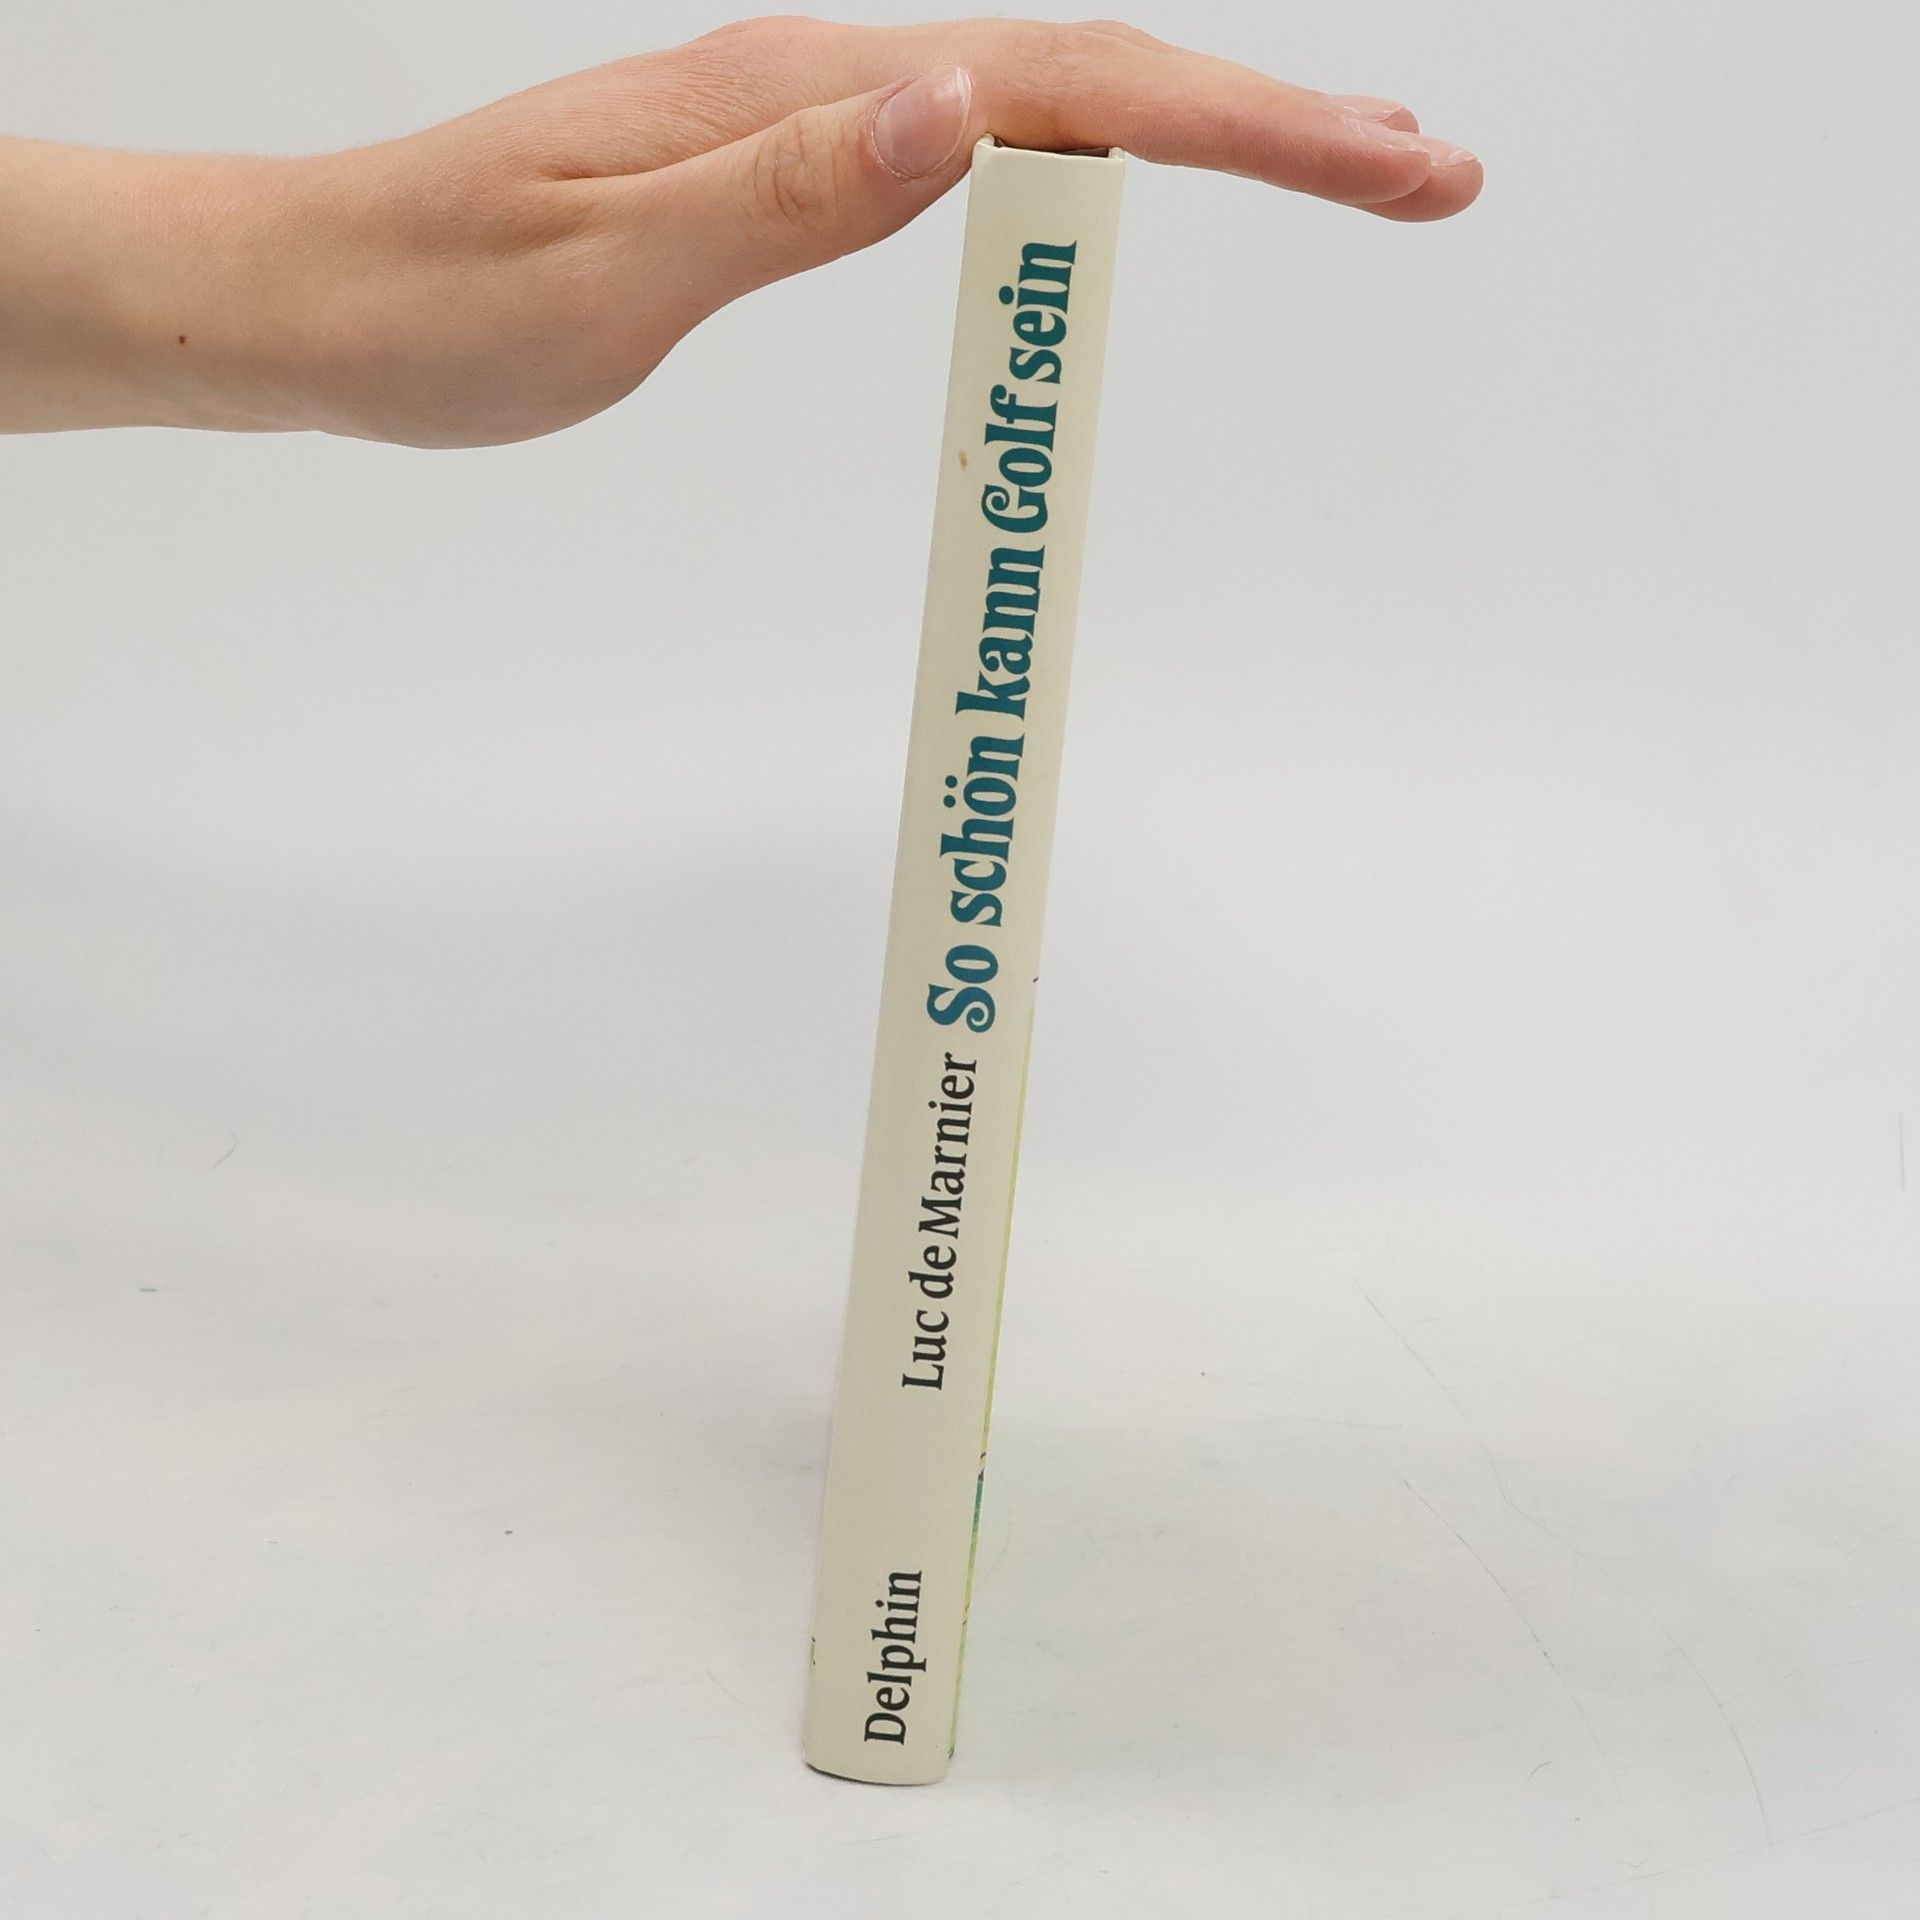 Delphin
Luc de Marnier
So schön kann Golf sein